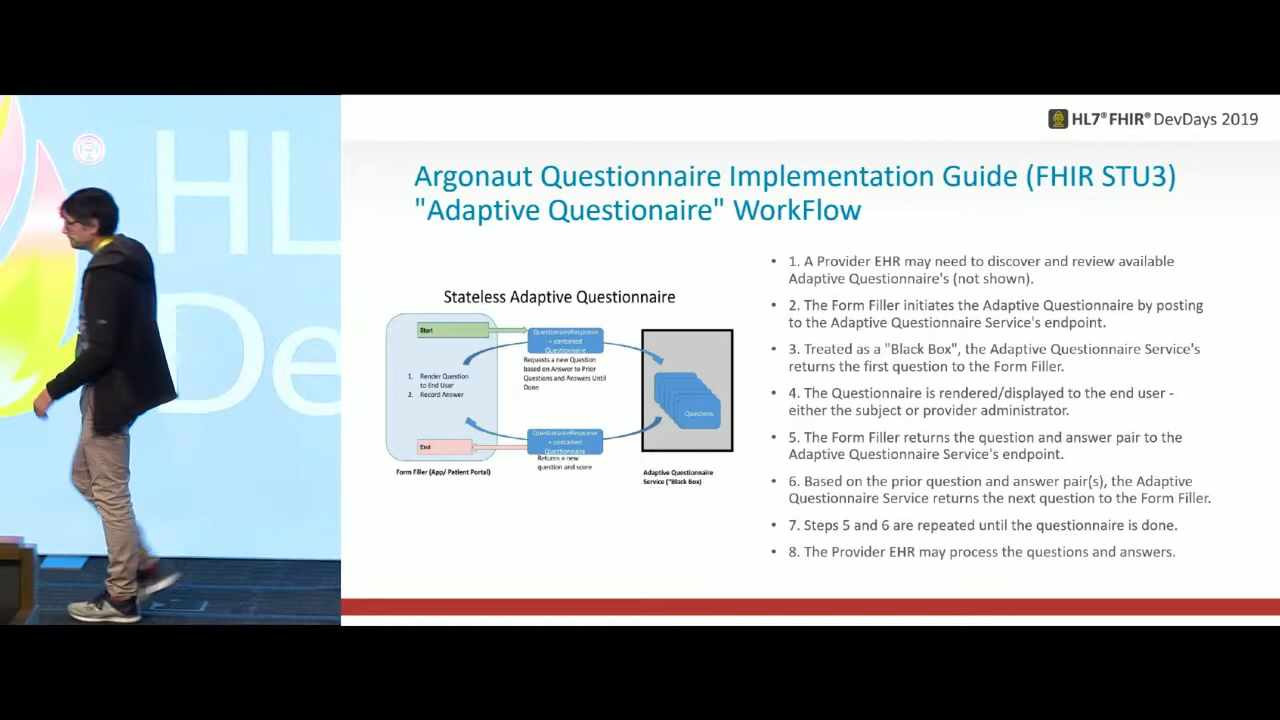 HL7® FHIR® DevDays 2019
®
HL
De
Argonaut Questionnaire Implementation Guide (FHIR STU3)
"Adaptive Questionaire" WorkFlow
Stateless Adaptive Questionnaire
Start
QuestionaireResponse
+ contained
Questionnaire
Requests a new Question
based on Answer to Prior
Questions and Answers Until
Done
1. Render Question
to End User
2. Record Answer
Questions
End
QuestionaireResponse
+ contained
Questionnaire
Returns a new
question and score
Form Filler (App/ Patient Portal)
Adaptive Questionnaire
Service ("Black Box)
• 1. A Provider EHR may need to discover and review available
Adaptive Questionnaire's (not shown).
• 2. The Form Filler initiates the Adaptive Questionnaire by posting
to the Adaptive Questionnaire Service's endpoint.
• 3. Treated as a "Black Box", the Adaptive Questionnaire Service's
returns the first question to the Form Filler.
• 4. The Questionnaire is rendered/displayed to the end user -
either the subject or provider administrator.
• 5. The Form Filler returns the question and answer pair to the
Adaptive Questionnaire Service's endpoint.
• 6. Based on the prior question and answer pair(s), the Adaptive
Questionnaire Service returns the next question to the Form Filler.
• 7. Steps 5 and 6 are repeated until the questionnaire is done.
• 8. The Provider EHR may process the questions and answers.